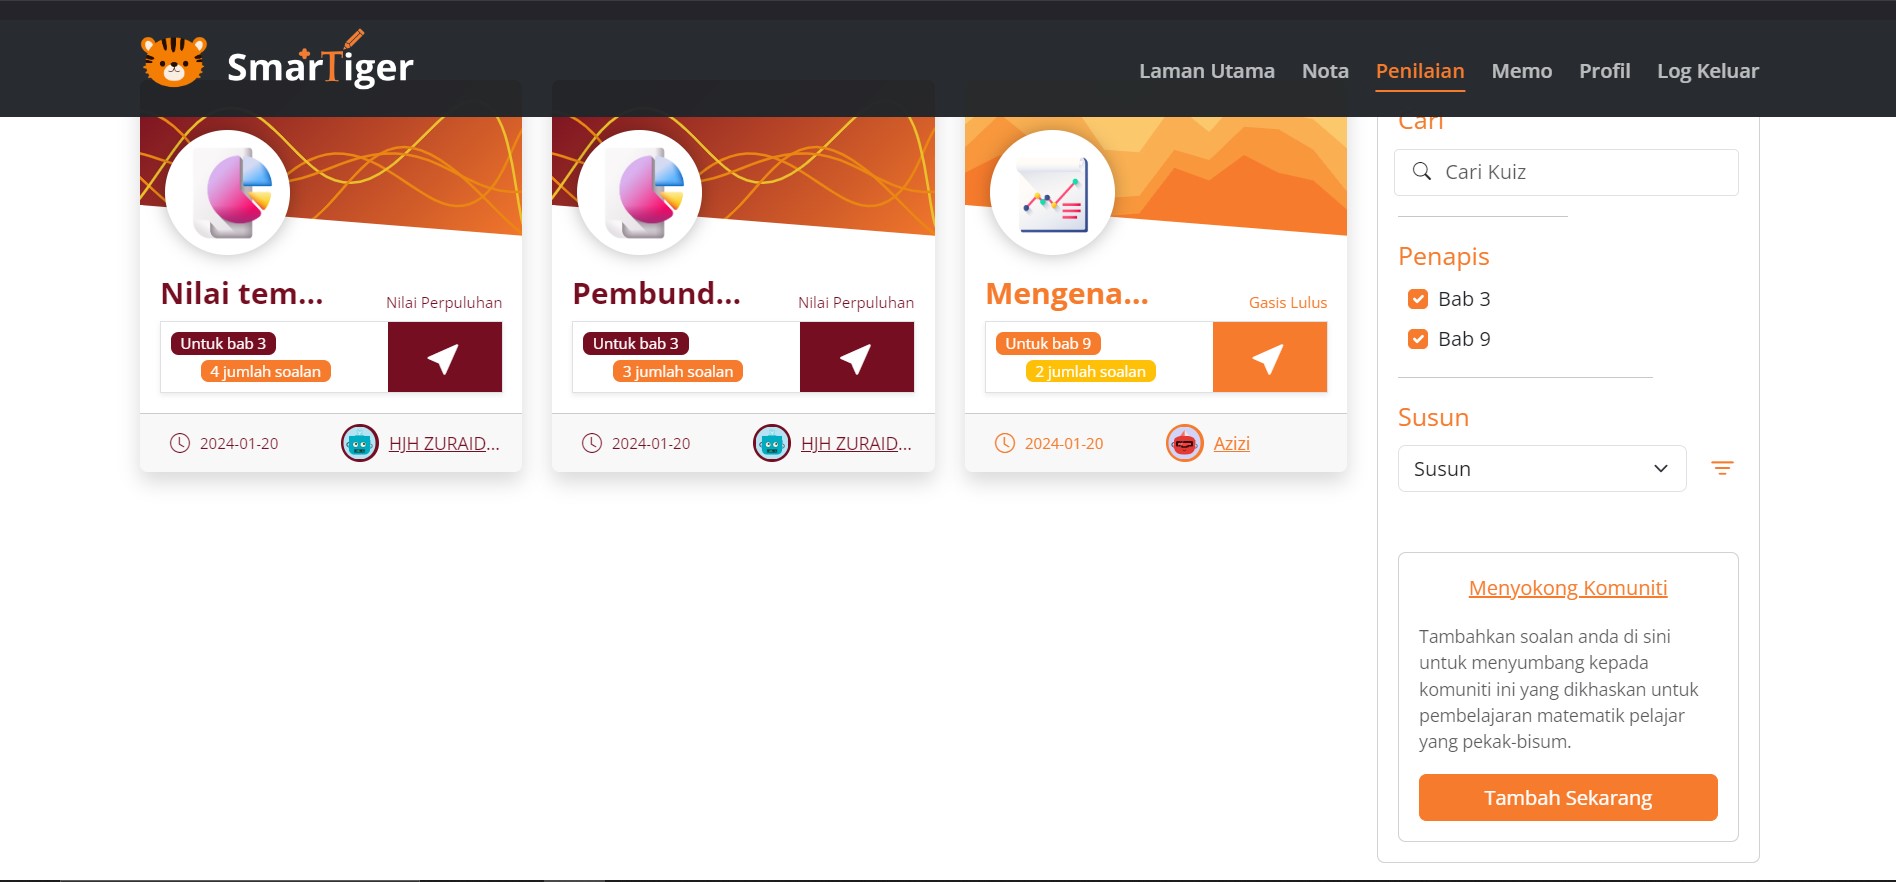 SmarTiger
Laman Utama
Nota
Penilaian
Memo
Profil
Log Keluar
Nilai tem...
Nilai Perpuluhan
Untuk bab 3
4 jumlah soalan
2024-01-20
HJH ZURAID...
Pembund...
Nilai Perpuluhan
Untuk bab 3
3 jumlah soalan
2024-01-20
HJH ZURAID...
Mengena...
Gasis Lulus
Untuk bab 9
2 jumlah soalan
2024-01-20
Azizi
Cari
Cari Kuiz
Penapis
Bab 3
Bab 9
Susun
Susun
Menyokong Komuniti
Tambahkan soalan anda di sini
untuk menyumbang kepada
komuniti ini yang dikhaskan untuk
pembelajaran matematik pelajar
yang pekak-bisum.
Tambah Sekarang